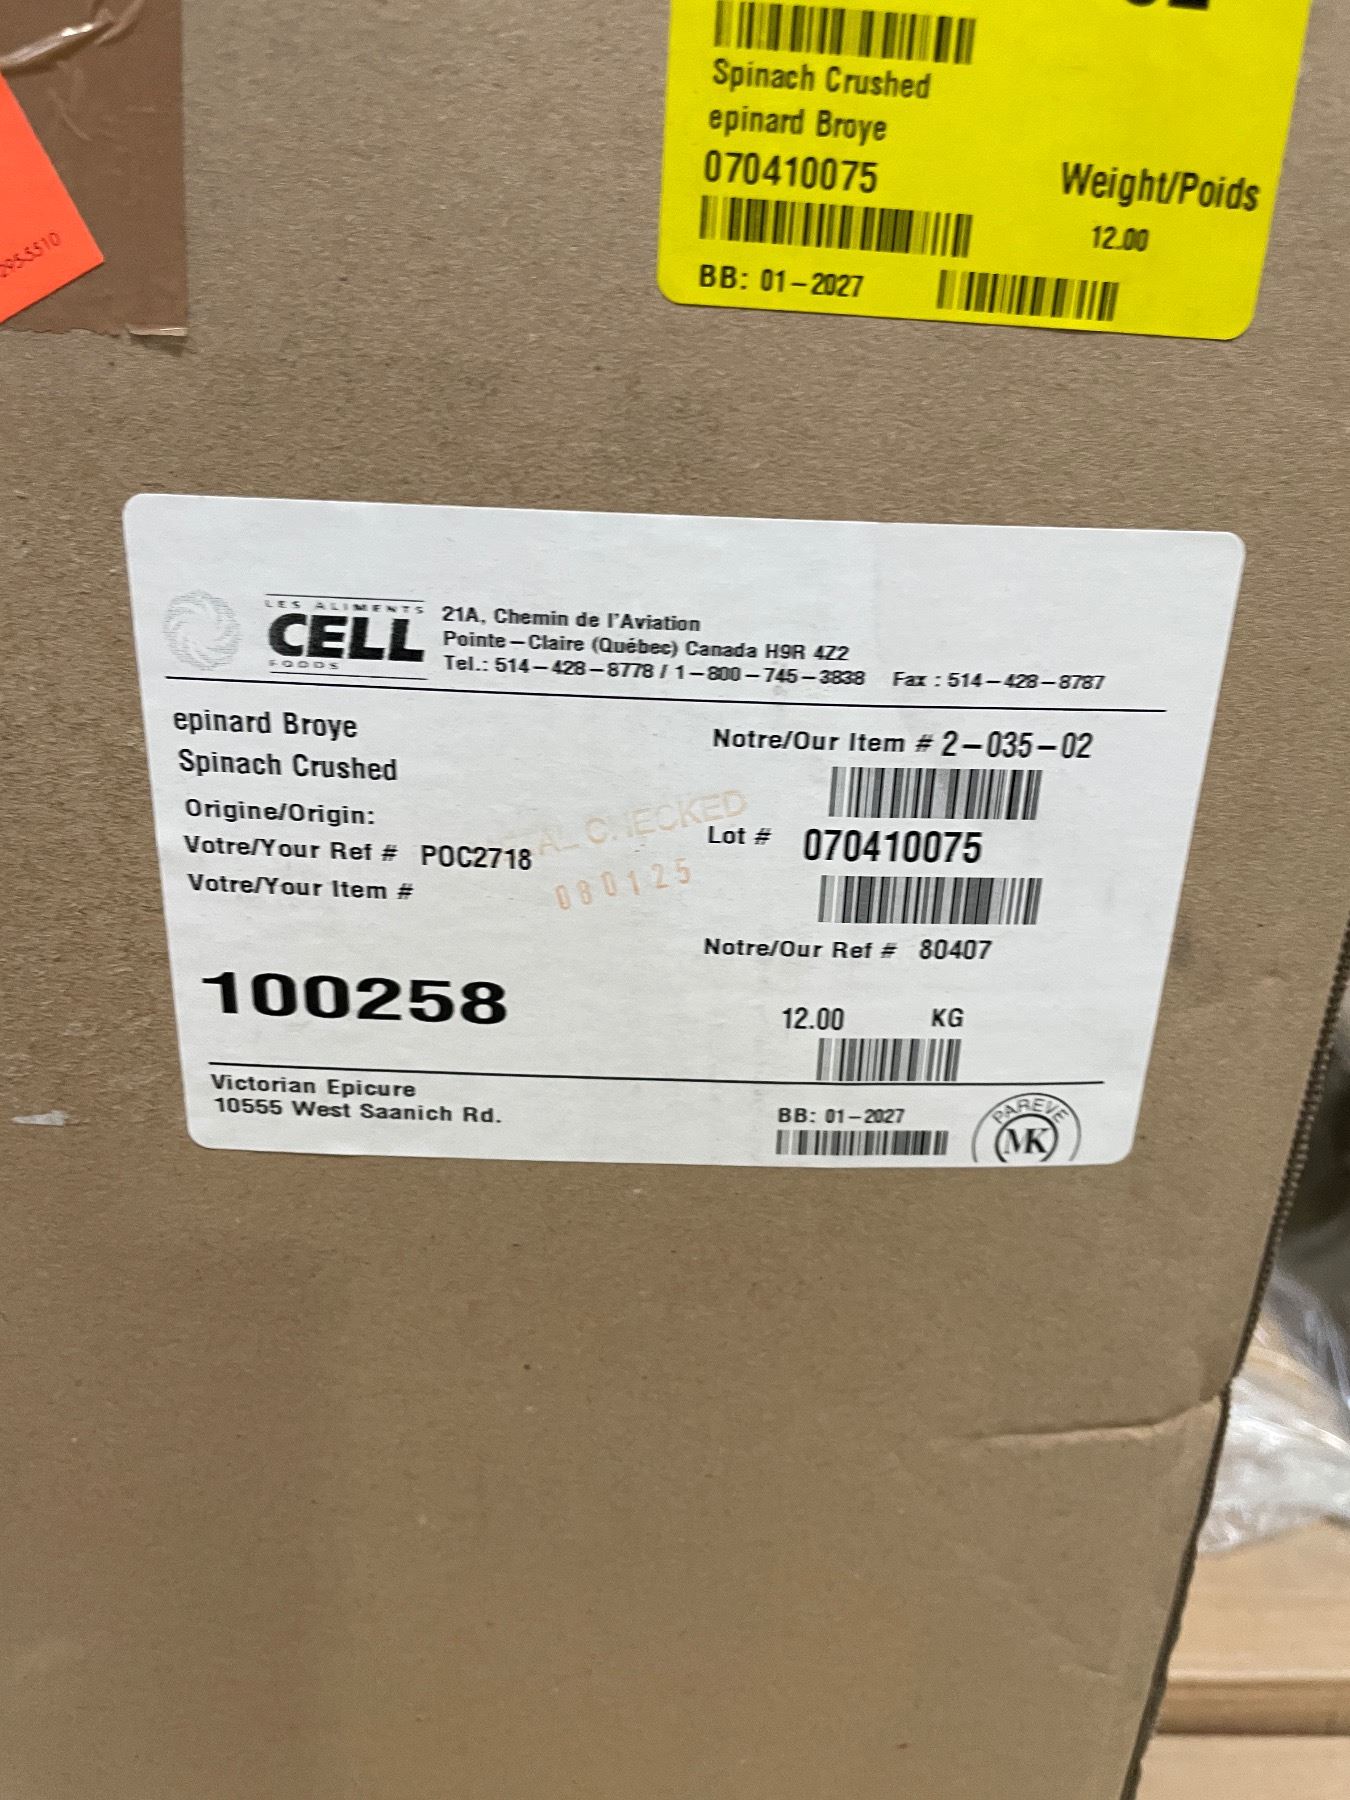 Spinach Crushed
epinard Broye
070410075
Weight/Poids
12.00
BB: 01-2027
295-5510
LES ALIMENTS
CELL
FOODS
21A, Chemin de l'Aviation
Pointe-Claire (Québec) Canada H9R 4Z2
Tel.: 514-428-8778 / 1-800-745-3838 Fax : 514-428-8787
epinard Broye
Spinach Crushed
Origine/Origin:
Votre/Your Ref # POC2718
Votre/Your Item #
Notre/Our Item # 2-035-02
CHECKED
080125
Lot # 070410075
Notre/Our Ref # 80407
100258
12.00 KG
Victorian Epicure
10555 West Saanich Rd.
BB: 01-2027
PAREVE
MK